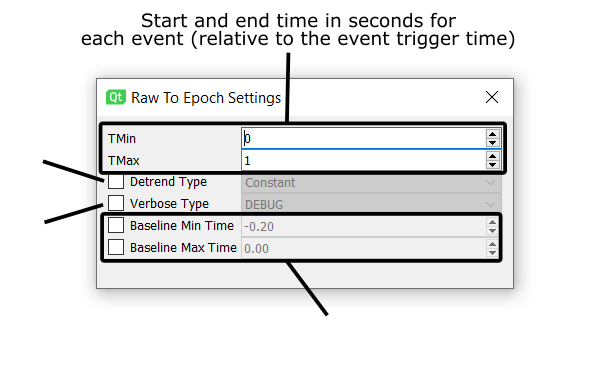 Start and end time in seconds for
each event (relative to the event trigger time)
Qt Raw To Epoch Settings
TMin 0
TMax 1
Detrend Type Constant
Verbose Type DEBUG
Baseline Min Time -0.20
Baseline Max Time 0.00